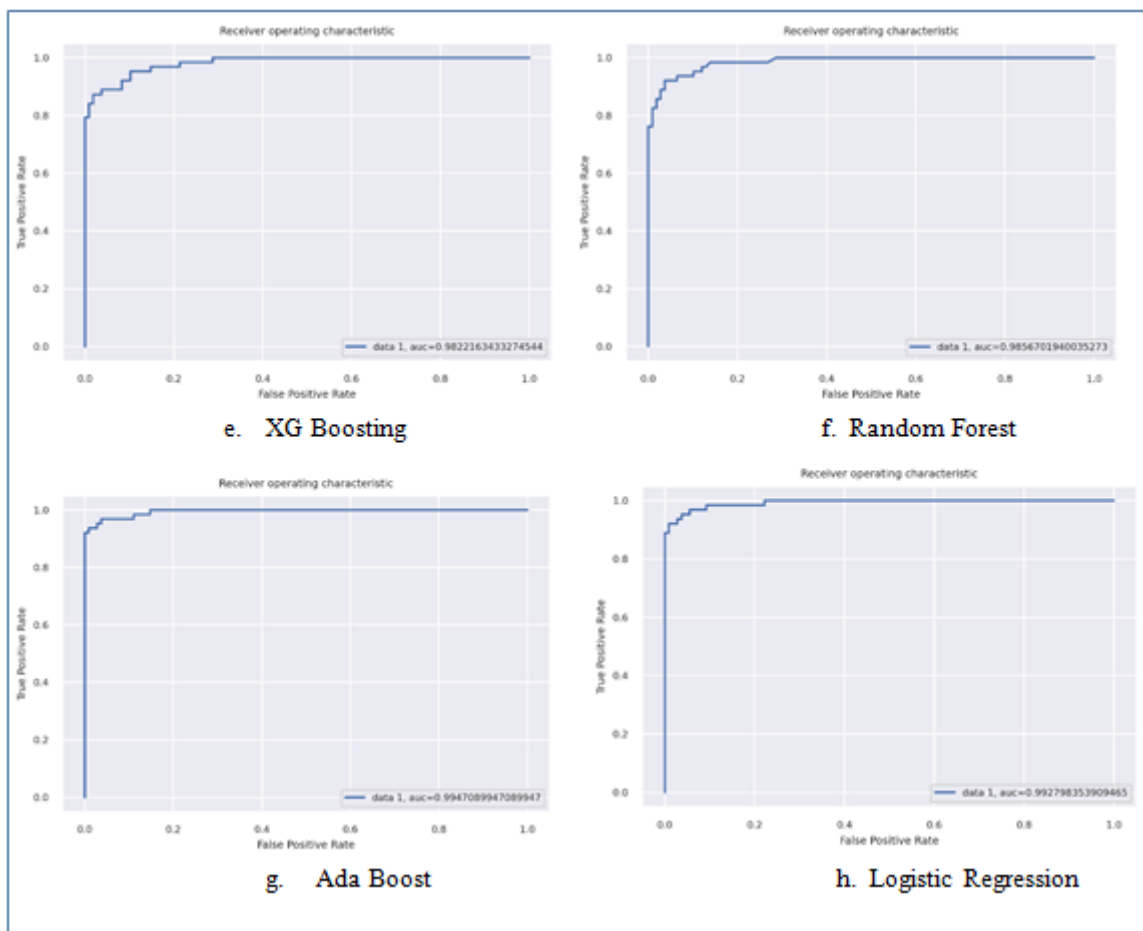 Receiver operating characteristic
1.0
0.8
0.6
0.4
0.2
0.0
True Positive Rate
data 1, auc=0.9822163433274544
0.0 0.2 0.4 0.6 0.8 1.0
False Positive Rate
e. XG Boosting
Receiver operating characteristic
1.0
0.8
0.6
0.4
0.2
0.0
True Positive Rate
data 1, auc=0.9856701940035273
0.0 0.2 0.4 0.6 0.8 1.0
False Positive Rate
f. Random Forest
Receiver operating characteristic
1.0
0.8
0.6
0.4
0.2
0.0
True Positive Rate
data 1, auc=0.9947089947089947
0.0 0.2 0.4 0.6 0.8 1.0
False Positive Rate
g. Ada Boost
Receiver operating characteristic
1.0
0.8
0.6
0.4
0.2
0.0
True Positive Rate
data 1, auc=0.992798353909465
0.0 0.2 0.4 0.6 0.8 1.0
False Positive Rate
h. Logistic Regression